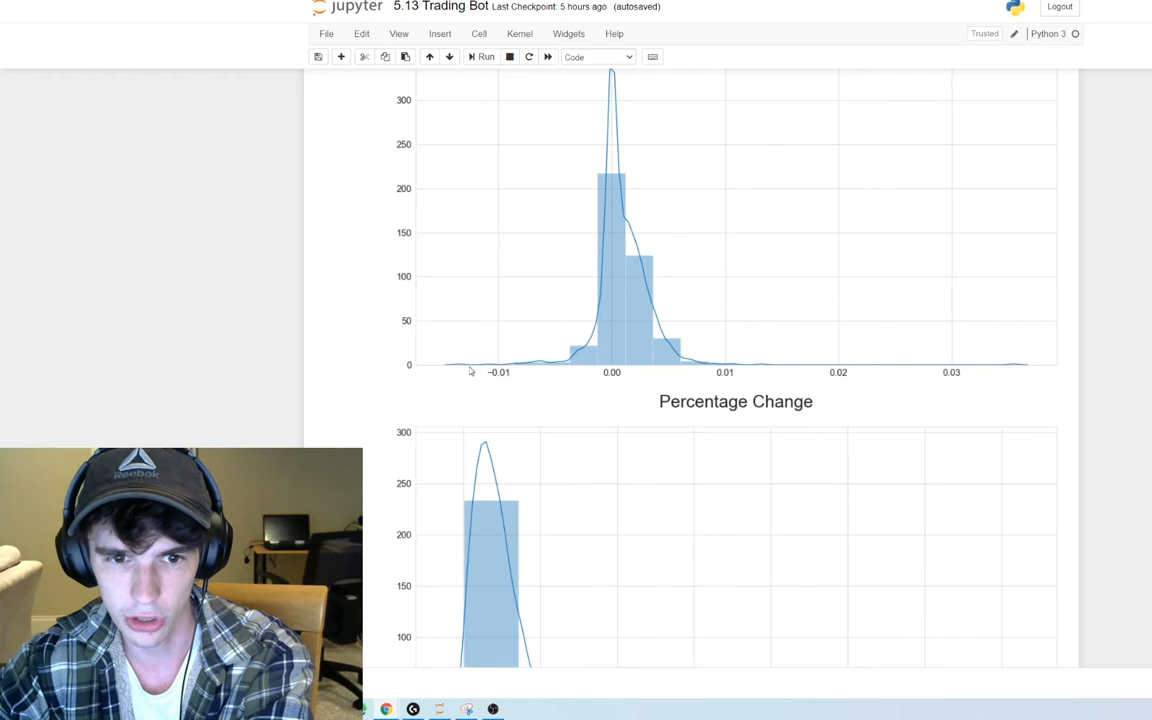 jupyter 5.13 Trading Bot Last Checkpoint: 5 hours ago (autosaved) Logout
File Edit View Insert Cell Kernel Widgets Help Trusted Python 3
Run Code
300
250
200
150
100
50
0
−0.01 0.00 0.01 0.02 0.03
Percentage Change
300
250
200
150
100
Reebok